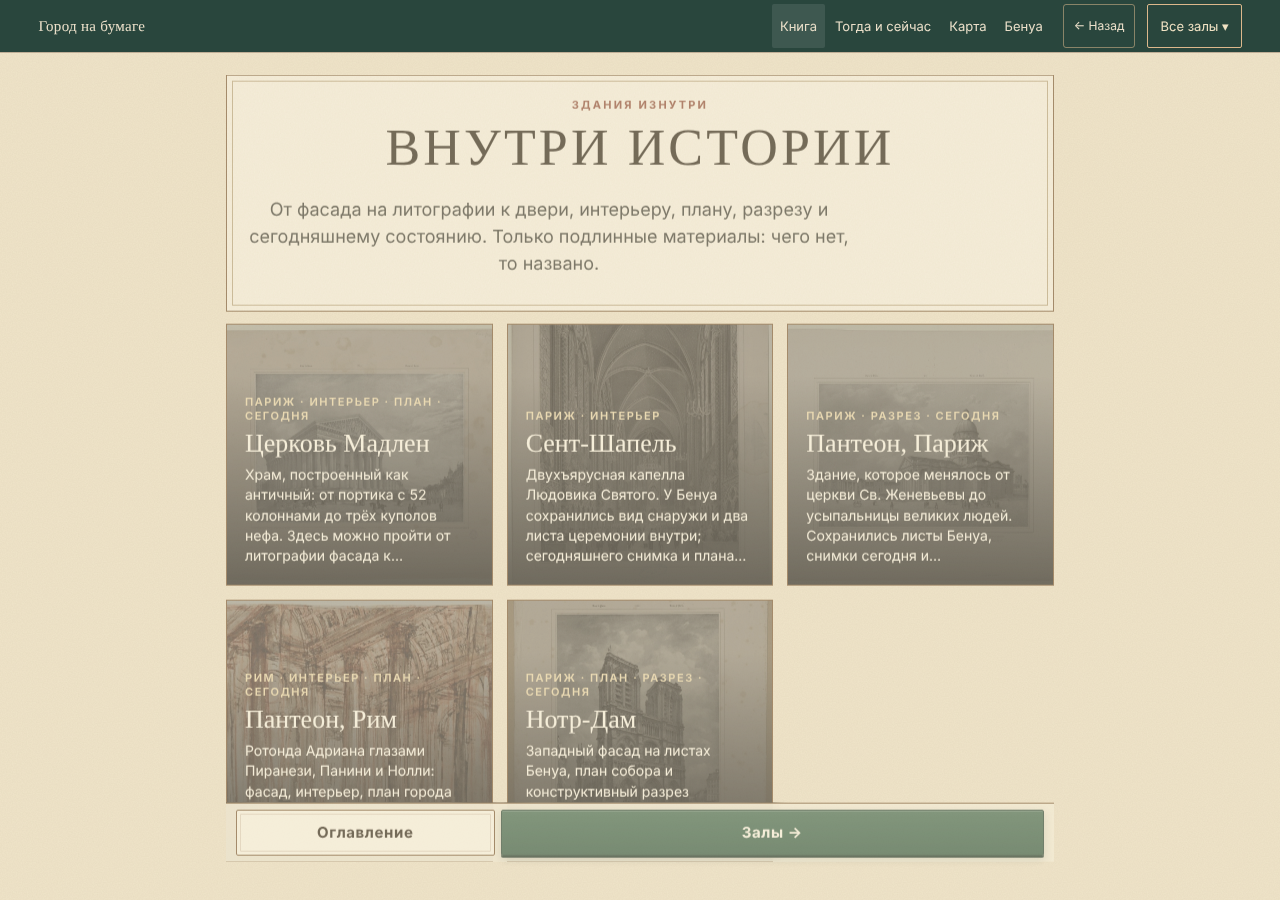 Город на бумаге
Книга
Тогда и сейчас
Карта
Бенуа
← Назад
Все залы ▾
ЗДАНИЯ ИЗНУТРИ
ВНУТРИ ИСТОРИИ
От фасада на литографии к двери, интерьеру, плану, разрезу и
сегодняшнему состоянию. Только подлинные материалы: чего нет,
то названо.
ПАРИЖ · ИНТЕРЬЕР · ПЛАН ·
СЕГОДНЯ
Церковь Мадлен
Храм, построенный как
античный: от портика с 52
колоннами до трёх куполов
нефа. Здесь можно пройти от
литографии фасада к...
ПАРИЖ · ИНТЕРЬЕР
Сент-Шапель
Двухъярусная капелла
Людовика Святого. У Бенуа
сохранились вид снаружи и два
листа церемонии внутри;
сегодняшнего снимка и плана...
ПАРИЖ · РАЗРЕЗ · СЕГОДНЯ
Пантеон, Париж
Здание, которое менялось от
церкви Св. Женевьевы до
усыпальницы великих людей.
Сохранились листы Бенуа,
снимки сегодня и...
РИМ · ИНТЕРЬЕР · ПЛАН ·
СЕГОДНЯ
Пантеон, Рим
Ротонда Адриана глазами
Пиранези, Панини и Нолли:
фасад, интерьер, план города
ПАРИЖ · ПЛАН · РАЗРЕЗ ·
СЕГОДНЯ
Нотр-Дам
Западный фасад на листах
Бенуа, план собора и
конструктивный разрез
Оглавление
Залы →